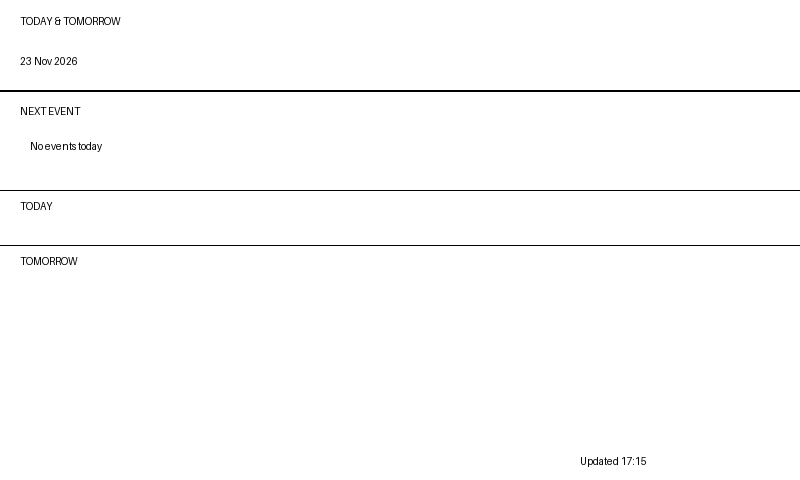 TODAY & TOMORROW
23 Nov 2026
NEXT EVENT
No events today
TODAY
TOMORROW
Updated 17:15